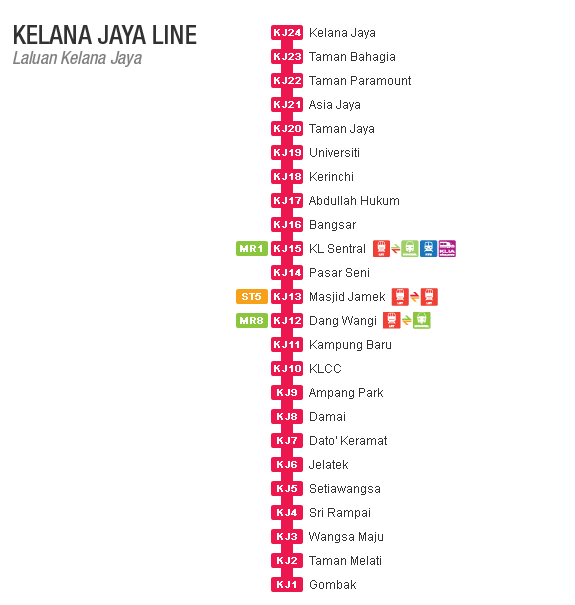 KELANA JAYA LINE
Laluan Kelana Jaya
KJ24 Kelana Jaya
KJ23 Taman Bahagia
KJ22 Taman Paramount
KJ21 Asia Jaya
KJ20 Taman Jaya
KJ19 Universiti
KJ18 Kerinchi
KJ17 Abdullah Hukum
KJ16 Bangsar
MR1 KJ15 KL Sentral
KJ14 Pasar Seni
ST5 KJ13 Masjid Jamek
MR8 KJ12 Dang Wangi
KJ11 Kampung Baru
KJ10 KLCC
KJ9 Ampang Park
KJ8 Damai
KJ7 Dato' Keramat
KJ6 Jelatek
KJ5 Setiawangsa
KJ4 Sri Rampai
KJ3 Wangsa Maju
KJ2 Taman Melati
KJ1 Gombak